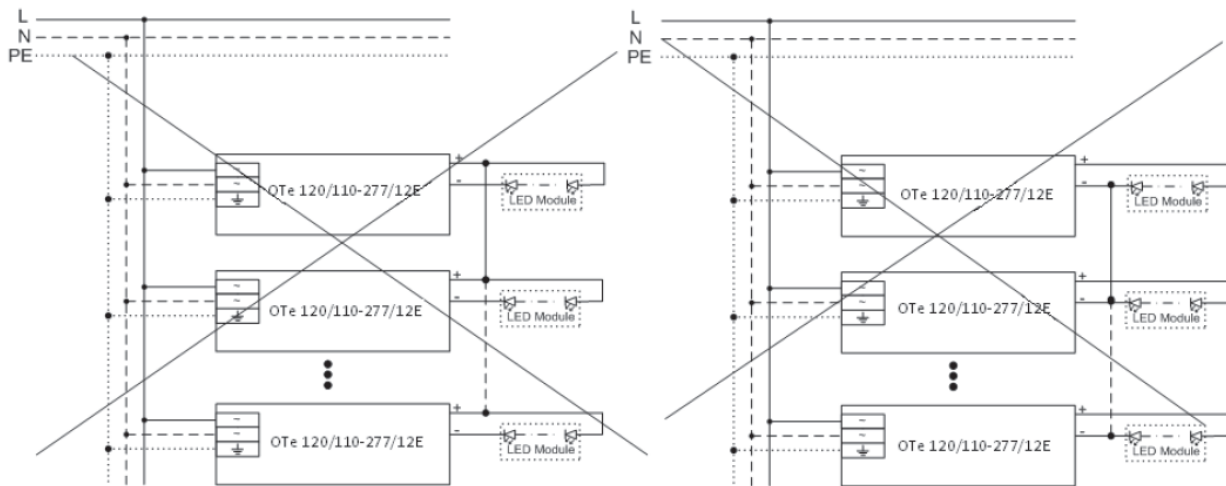 L
N
PE
+
~
~
OTe 120/110-277/12E
-
LED Module
+
~
~
OTe 120/110-277/12E
-
LED Module
+
~
~
OTe 120/110-277/12E
-
LED Module
L
N
PE
+
~
~
OTe 120/110-277/12E
-
LED Module
+
~
~
OTe 120/110-277/12E
-
LED Module
+
~
~
OTe 120/110-277/12E
-
LED Module